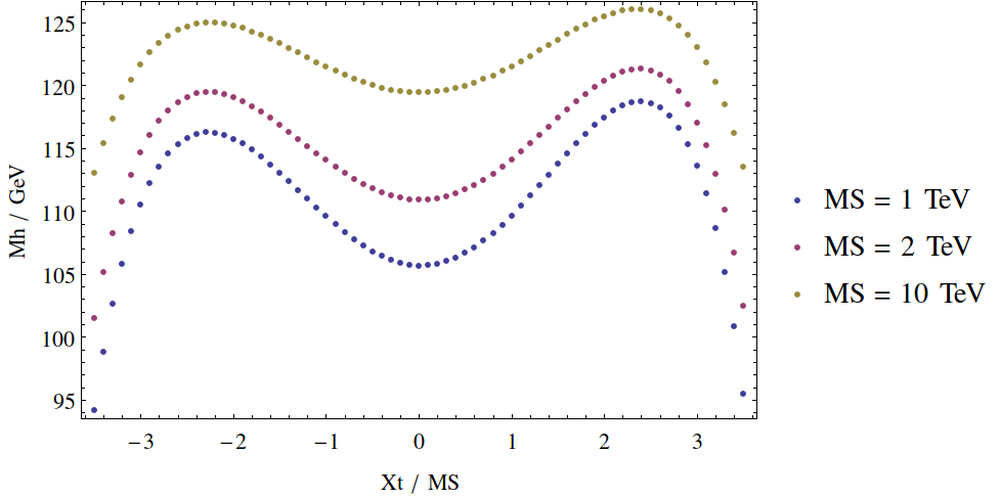 Mh / GeV
125
120
115
110
105
100
95
−3
−2
−1
0
1
2
3
Xt / MS
MS = 1 TeV
MS = 2 TeV
MS = 10 TeV